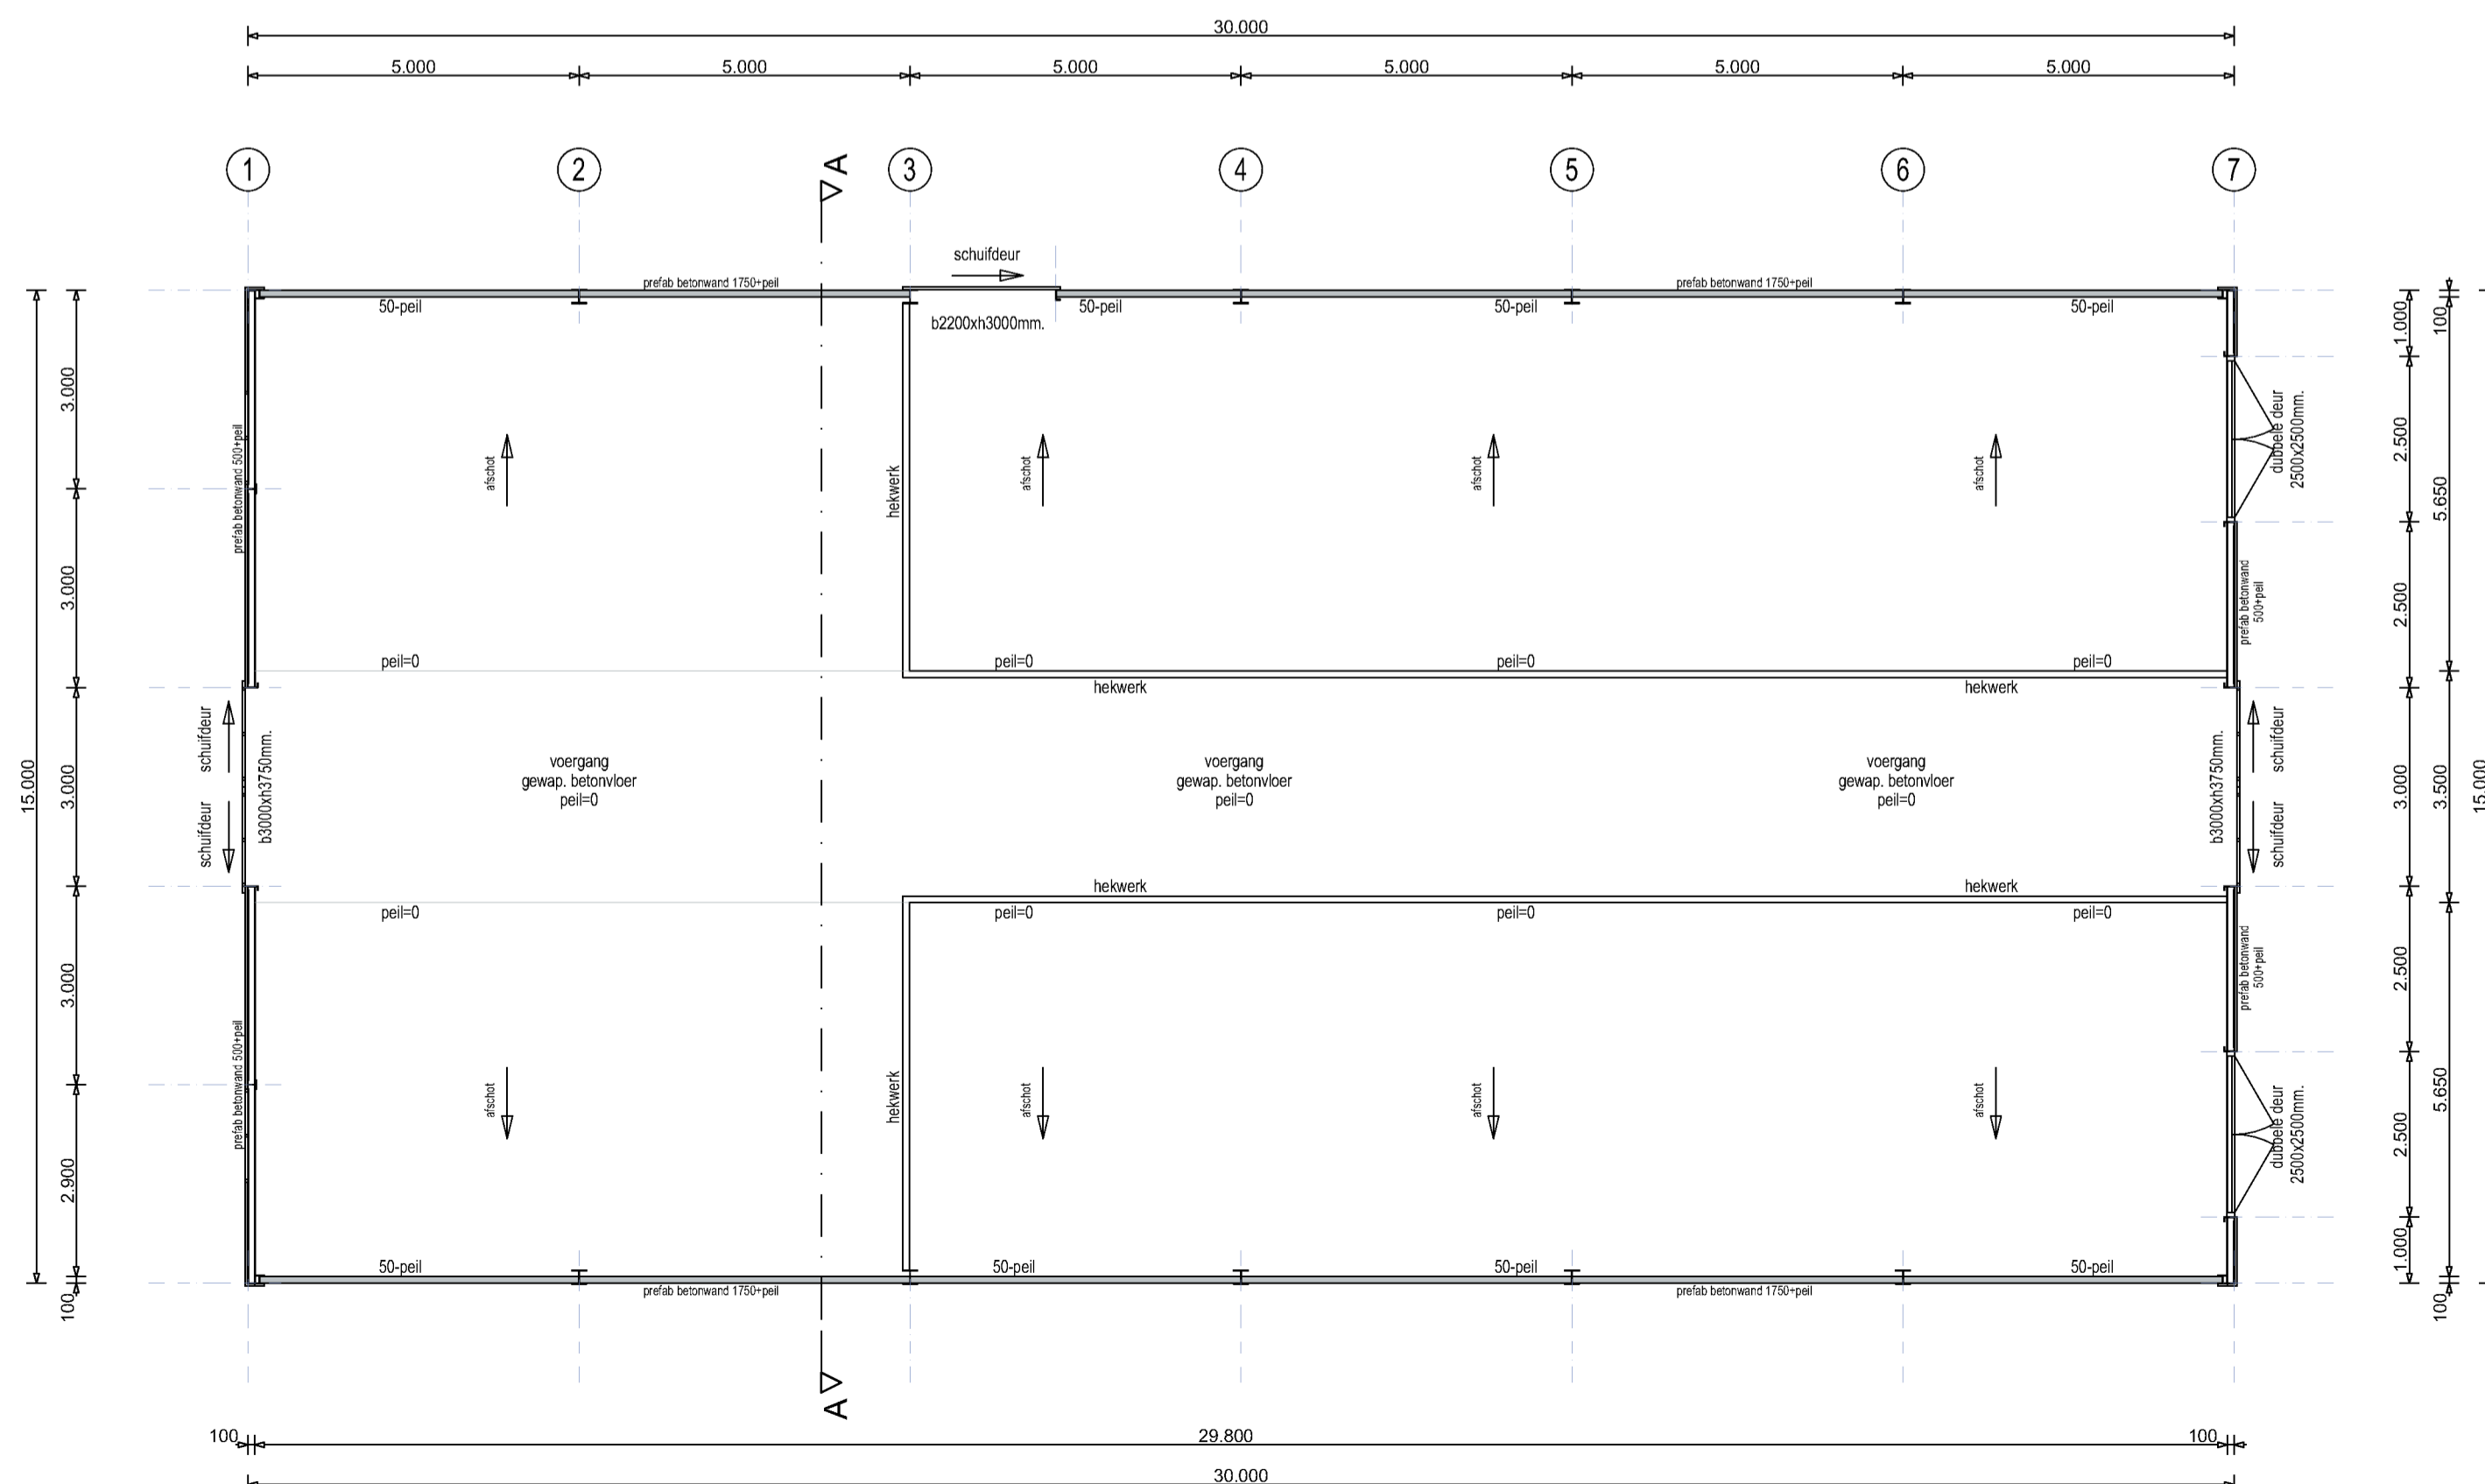 30.000
5.000 5.000 5.000 5.000 5.000 5.000
1 2 A 3 4 5 6 7
schuifdeur
prefab betonwand 1750+peil prefab betonwand 1750+peil
50-peil 50-peil 50-peil 50-peil
b2200xh3000mm.
1.000
100
3.000
prefab betonwand 500+peil
afschot afschot afschot afschot
hekwerk
dubbele deur
2500x2500mm.
2.500
5.650
3.000
prefab betonwand
500+peil
2.500
peil=0 peil=0 peil=0 peil=0
hekwerk hekwerk
schuifdeur
schuifdeur
b3000xh3750mm.
15.000
3.000
voergang
gewap. betonvloer
peil=0
voergang
gewap. betonvloer
peil=0
voergang
gewap. betonvloer
peil=0
b3000xh3750mm.
schuifdeur
schuifdeur
3.000
3.500
15.000
hekwerk hekwerk
peil=0 peil=0 peil=0 peil=0
3.000
prefab betonwand
500+peil
2.500
prefab betonwand 500+peil
afschot afschot afschot afschot
hekwerk
dubbele deur
2500x2500mm.
2.500
5.650
2.900
1.000
50-peil 50-peil 50-peil 50-peil
prefab betonwand 1750+peil prefab betonwand 1750+peil
100 100
A
100 29.800 100
30.000